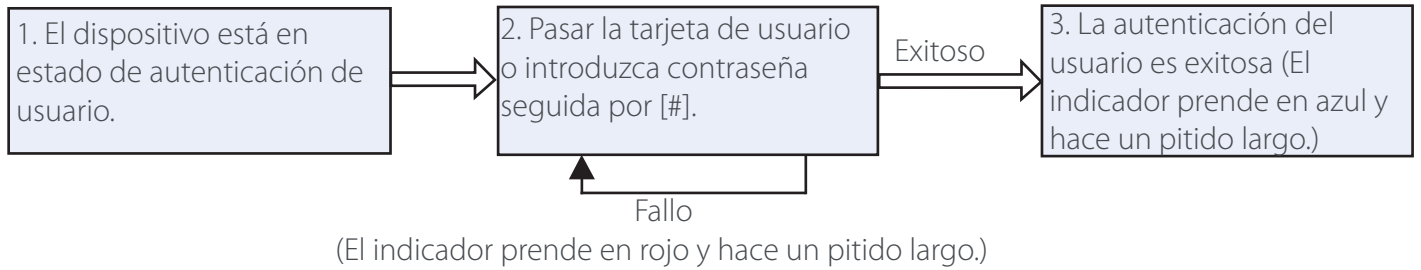 1. El dispositivo está en
estado de autenticación de
usuario.
2. Pasar la tarjeta de usuario
o introduzca contraseña
seguida por [#].
Exitoso
3. La autenticación del
usuario es exitosa (El
indicador prende en azul y
hace un pitido largo.)
Fallo
(El indicador prende en rojo y hace un pitido largo.)